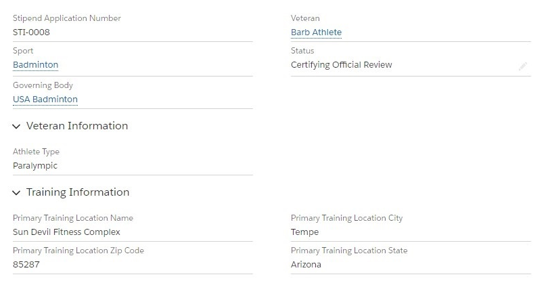 Stipend Application Number
STI-0008
Veteran
Barb Athlete
Sport
Badminton
Status
Certifying Official Review
Governing Body
USA Badminton
Veteran Information
Athlete Type
Paralympic
Training Information
Primary Training Location Name
Sun Devil Fitness Complex
Primary Training Location City
Tempe
Primary Training Location Zip Code
85287
Primary Training Location State
Arizona